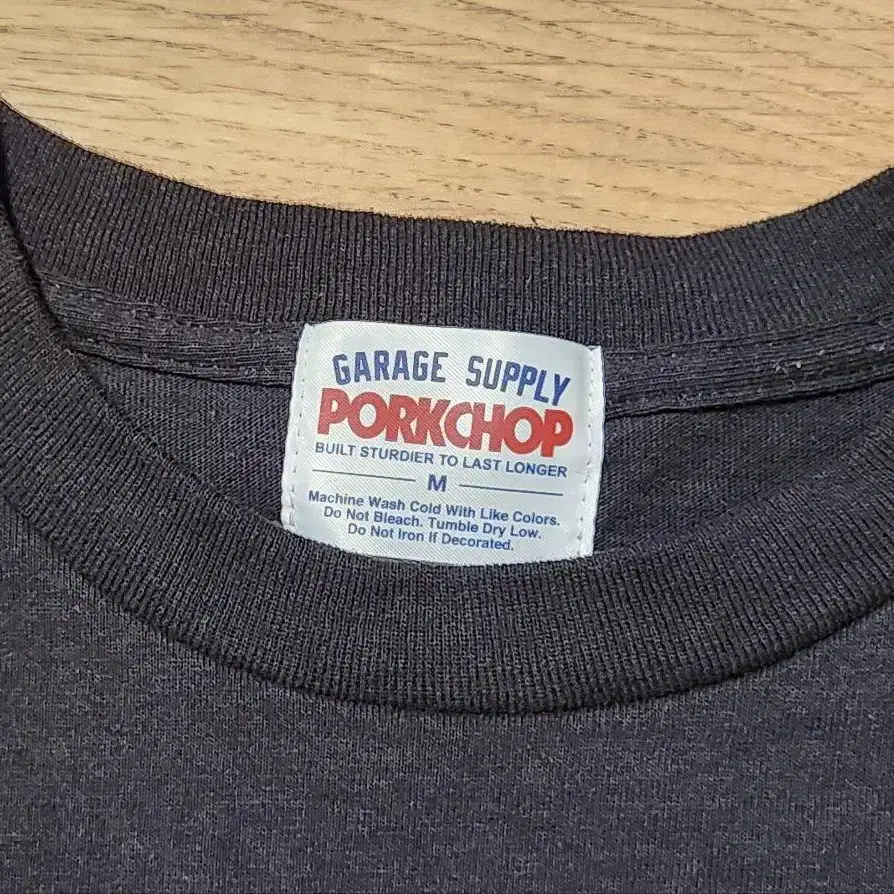 GARAGE SUPPLY
PORKCHOP
BUILT STURDIER TO LAST LONGER
M
Machine Wash Cold With Like Colors.
Do Not Bleach. Tumble Dry Low.
Do Not Iron If Decorated.